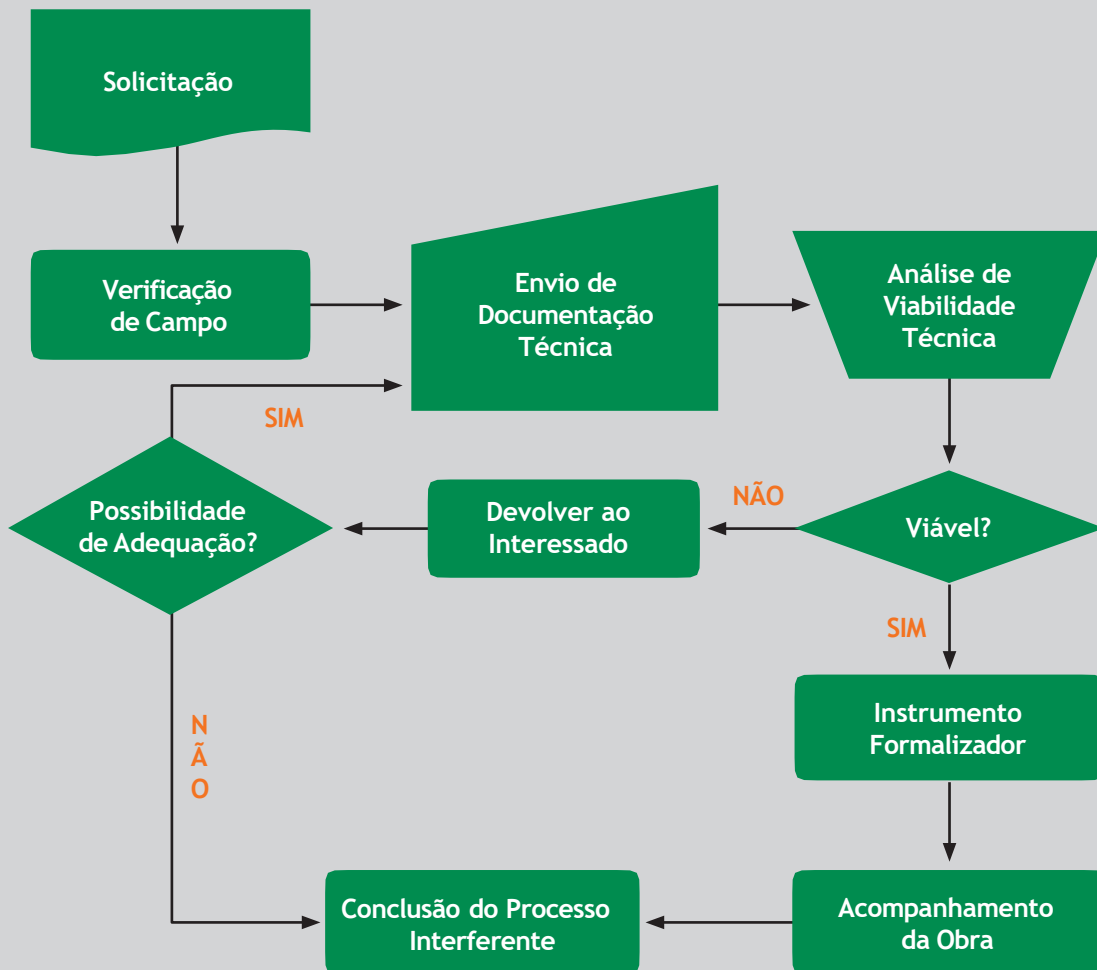 Solicitação
Verificação
de Campo
Envio de
Documentação
Técnica
Análise de
Viabilidade
Técnica
SIM
Possibilidade
de Adequação?
Devolver ao
Interessado
NÃO
Viável?
SIM
Instrumento
Formalizador
N
Ã
O
Conclusão do Processo
Interferente
Acompanhamento
da Obra